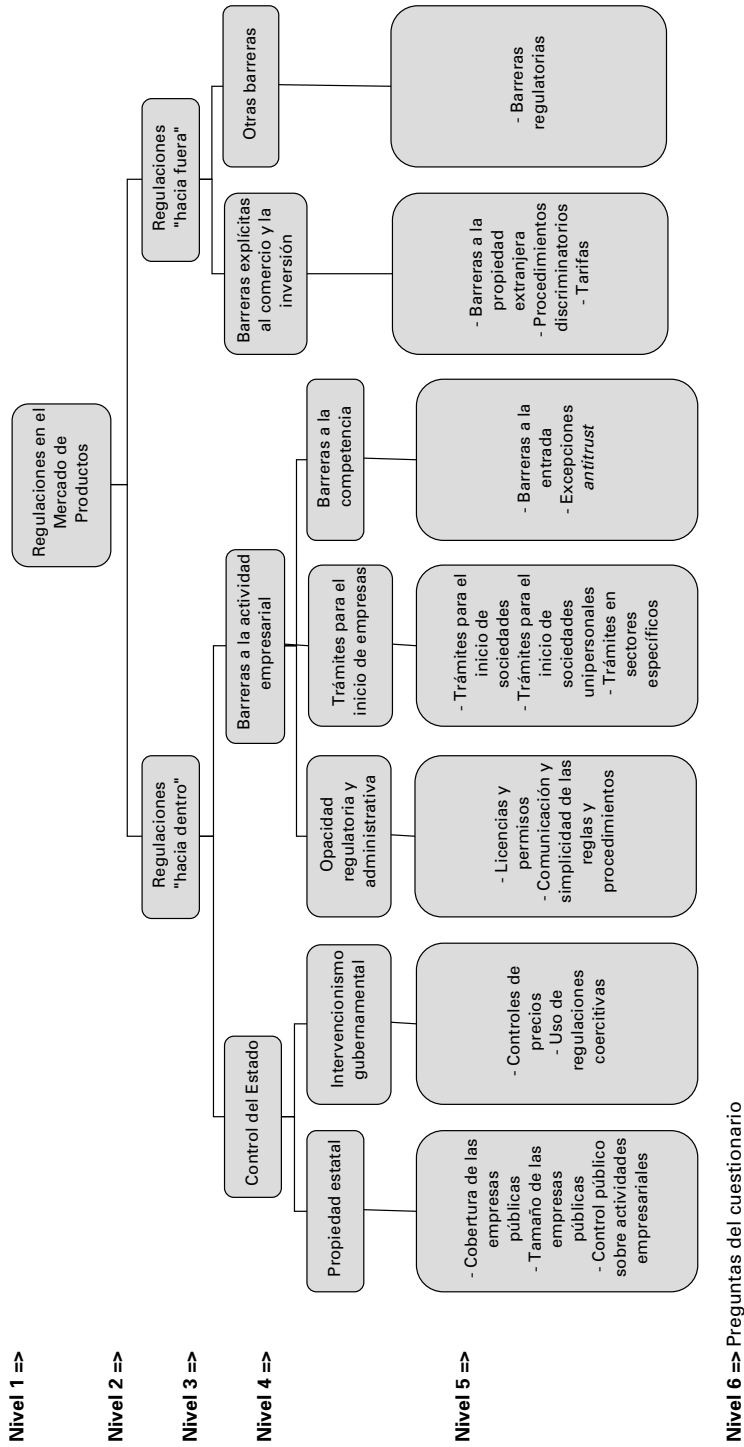 Nivel 1 =>
Regulaciones en el
Mercado de
Productos
Nivel 2 =>
Regulaciones
"hacia dentro"
Regulaciones
"hacia fuera"
Nivel 3 =>
Control del Estado
Barreras a la actividad
empresarial
Barreras explícitas
al comercio y la
inversión
Otras barreras
Nivel 4 =>
Propiedad estatal
Intervencionismo
gubernamental
Opacidad
regulatoria y
administrativa
Trámites para el
inicio de empresas
Barreras a la
competencia
Nivel 5 =>
- Cobertura de las
empresas
públicas
- Tamaño de las
empresas
públicas
- Control público
sobre actividades
empresariales
- Controles de
precios
- Uso de
regulaciones
coercitivas
- Licencias y
permisos
- Comunicación y
simplicidad de las
reglas y
procedimientos
- Trámites para el
inicio de
sociedades
- Trámites para el
inicio de
sociedades
unipersonales
- Trámites en
sectores
específicos
- Barreras a la
entrada
- Excepciones
antitrust
- Barreras a la
propiedad
extranjera
- Procedimientos
discriminatorios
- Tarifas
- Barreras
regulatorias
Nivel 6 => Preguntas del cuestionario